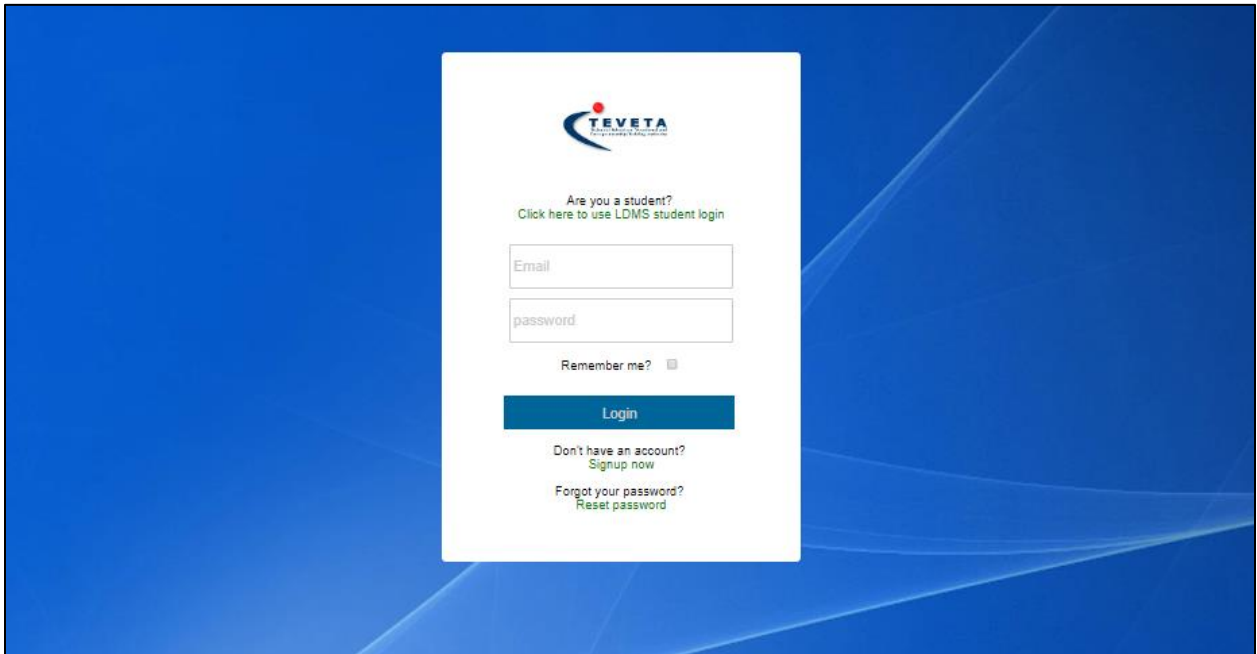 TEVETA
Are you a student?
Click here to use LDMS student login
Email
password
Remember me?
Login
Don't have an account?
Signup now
Forgot your password?
Reset password